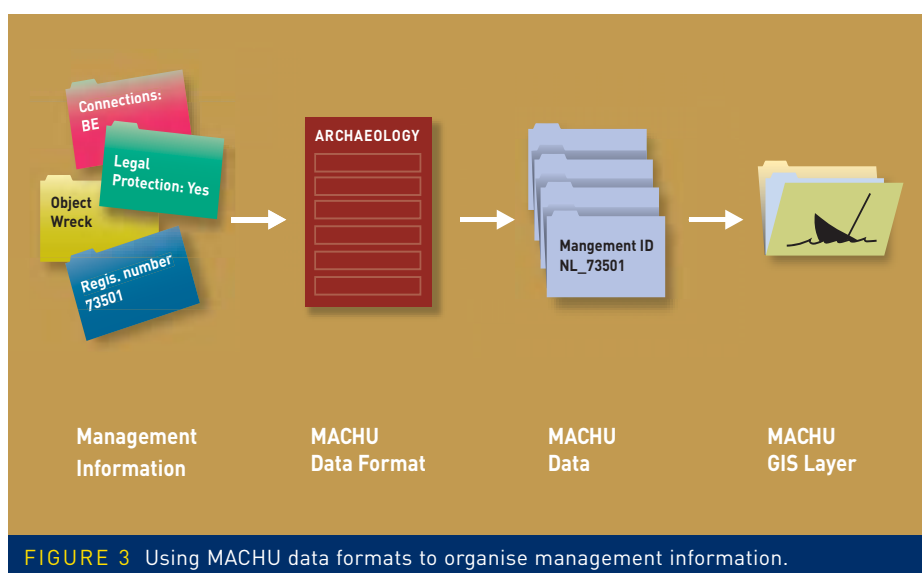 Connections:
BE
Legal
Protection: Yes
Object
Wreck
Regis. number
73501
ARCHAEOLOGY
Mangement ID
NL_73501
Management
Information
MACHU
Data Format
MACHU
Data
MACHU
GIS Layer
FIGURE 3 Using MACHU data formats to organise management information.